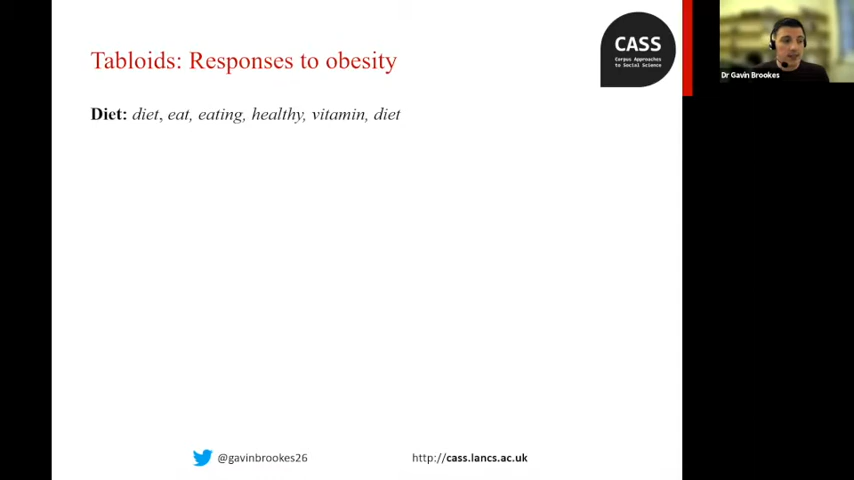 Tabloids: Responses to obesity
CASS
Corpus Approaches
to Social Science
Dr Gavin Brookes
Diet: diet, eat, eating, healthy, vitamin, diet
@gavinbrookes26
http://cass.lancs.ac.uk